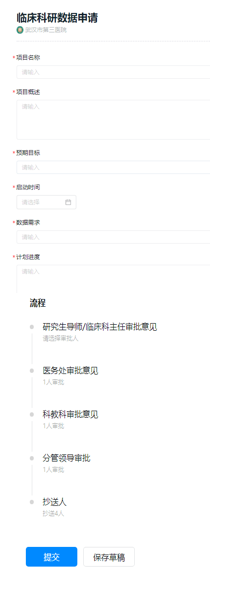 临床科研数据申请
武汉市第三医院
* 项目名称
请输入
* 项目概述
请输入
* 预期目标
请输入
* 启动时间
请选择
* 数据需求
请输入
* 计划进度
请输入
流程
研究生导师/临床科主任审批意见
请选择审批人
医务处审批意见
1人审批
科教科审批意见
1人审批
分管领导审批
1人审批
抄送人
抄送4人
提交
保存草稿